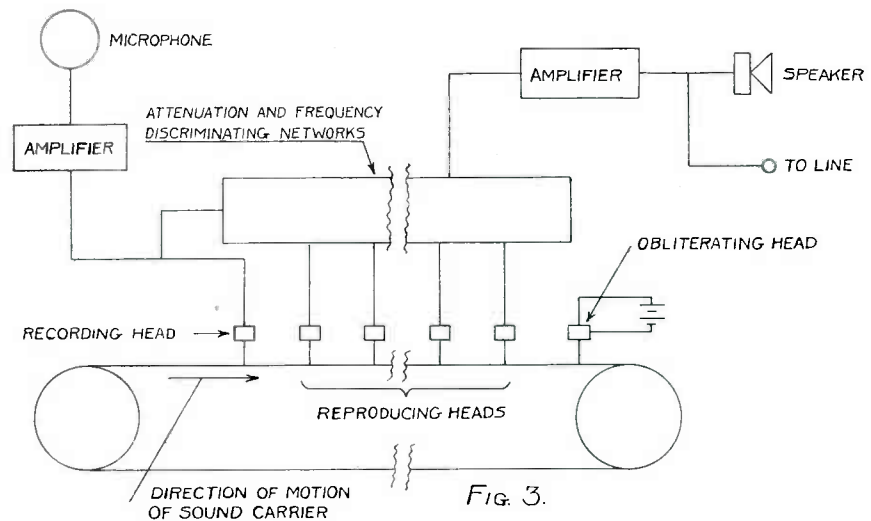 MICROPHONE
AMPLIFIER
ATTENUATION AND FREQUENCY
DISCRIMINATING NETWORKS
AMPLIFIER
SPEAKER
TO LINE
OBLITERATING HEAD
RECORDING HEAD
REPRODUCING HEADS
DIRECTION OF MOTION
OF SOUND CARRIER
FIG. 3.